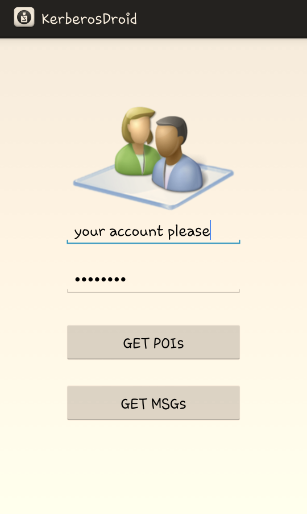 KerberosDroid
your account please
••••••••
GET POIs
GET MSGs